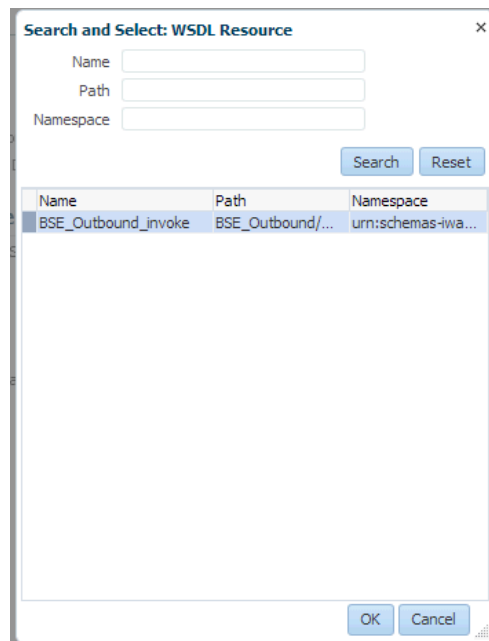 Search and Select: WSDL Resource
Name
Path
Namespace
Search Reset
Name Path Namespace
BSE_Outbound_invoke BSE_Outbound/... urn:schemas-iwa...
OK Cancel